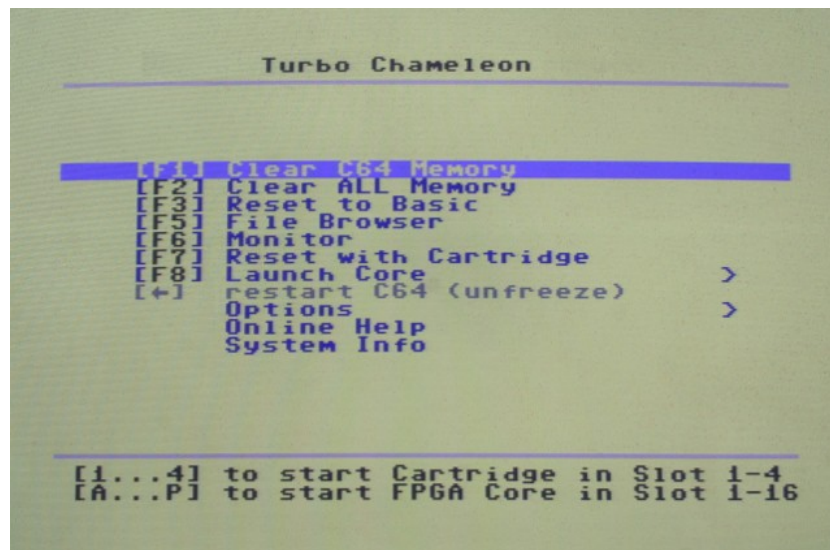 Turbo Chameleon
[F1] Clear C64 Memory
[F2] Clear ALL Memory
[F3] Reset to Basic
[F5] File Browser
[F6] Monitor
[F7] Reset with Cartridge
[F8] Launch Core >
[←] restart C64 (unfreeze)
Options >
Online Help
System Info
[1...4] to start Cartridge in Slot 1-4
[A...P] to start FPGA Core in Slot 1-16